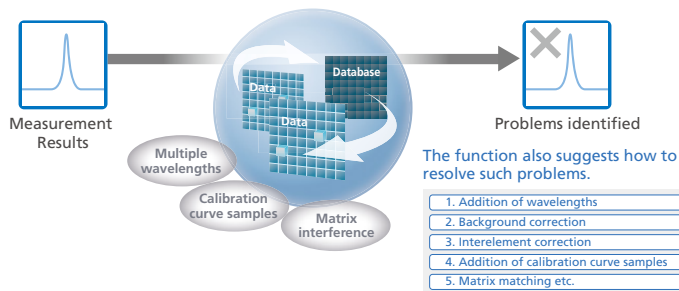 Measurement
Results
Data
Data
Database
Multiple
wavelengths
Calibration
curve samples
Matrix
interference
Problems identified
The function also suggests how to
resolve such problems.
1. Addition of wavelengths
2. Background correction
3. Interelement correction
4. Addition of calibration curve samples
5. Matrix matching etc.